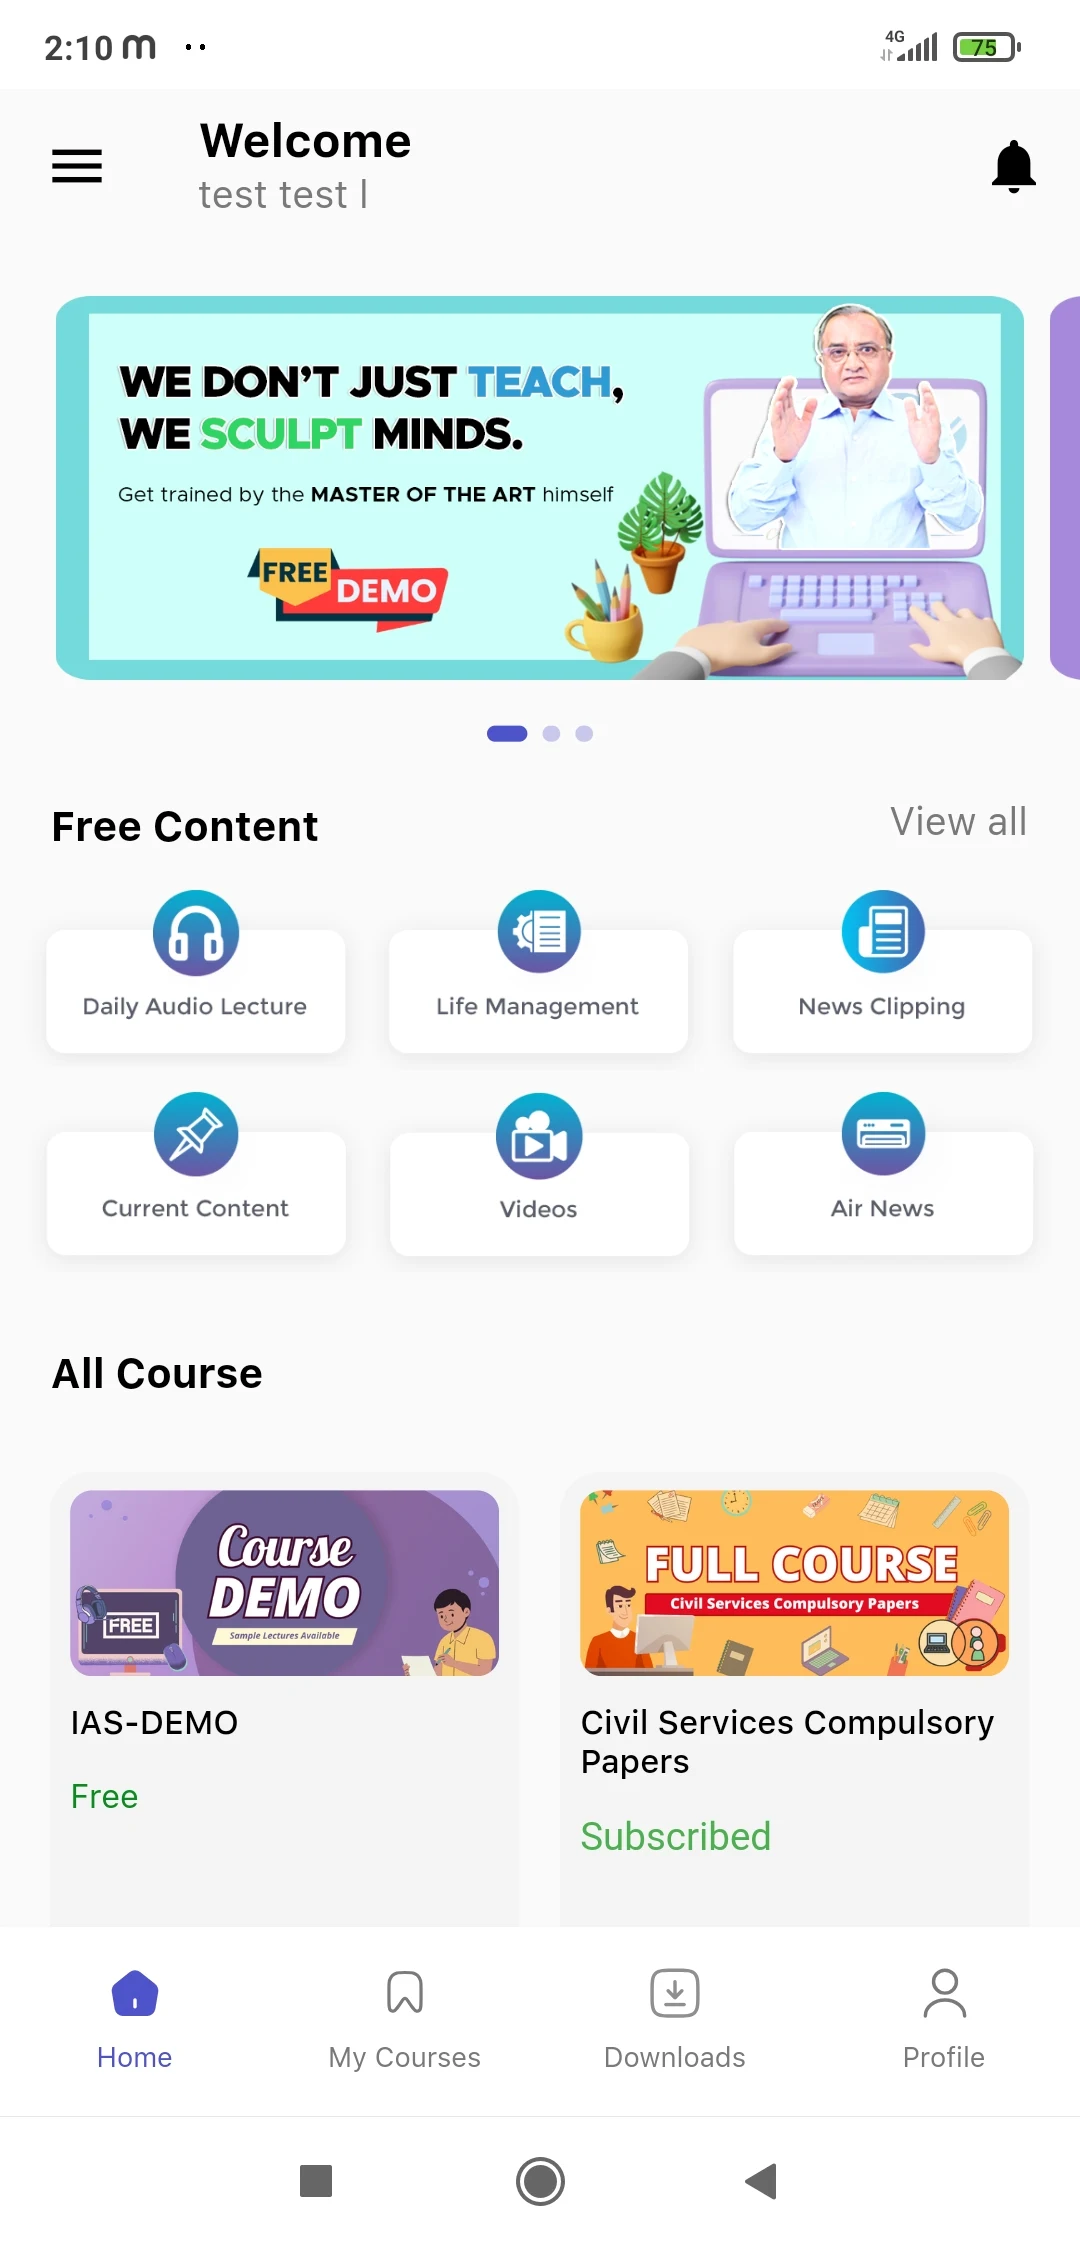 2:10 m
4G
75
Welcome
test test l
WE DON'T JUST TEACH,
WE SCULPT MINDS.
Get trained by the MASTER OF THE ART himself
FREE
DEMO
Free Content
View all
Daily Audio Lecture
Life Management
News Clipping
Current Content
Videos
Air News
All Course
Course
DEMO
FREE
Sample Lectures Available
FULL COURSE
Civil Services Compulsory Papers
IAS-DEMO
Free
Civil Services Compulsory
Papers
Subscribed
Home
My Courses
Downloads
Profile